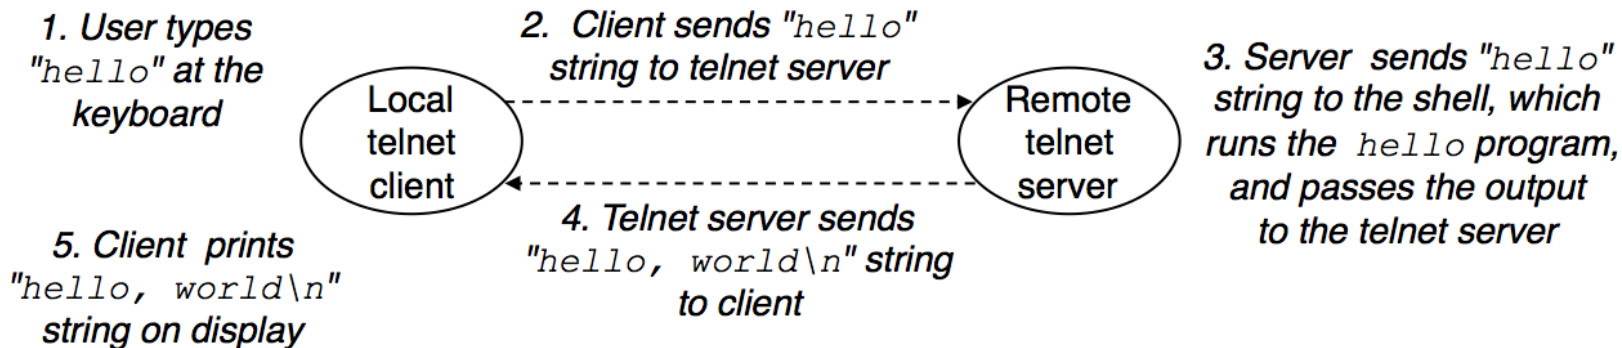 1. User types
"hello" at the
keyboard
Local
telnet
client
2. Client sends "hello"
string to telnet server
Remote
telnet
server
3. Server sends "hello"
string to the shell, which
runs the hello program,
and passes the output
to the telnet server
4. Telnet server sends
"hello, world\n" string
to client
5. Client prints
"hello, world\n"
string on display